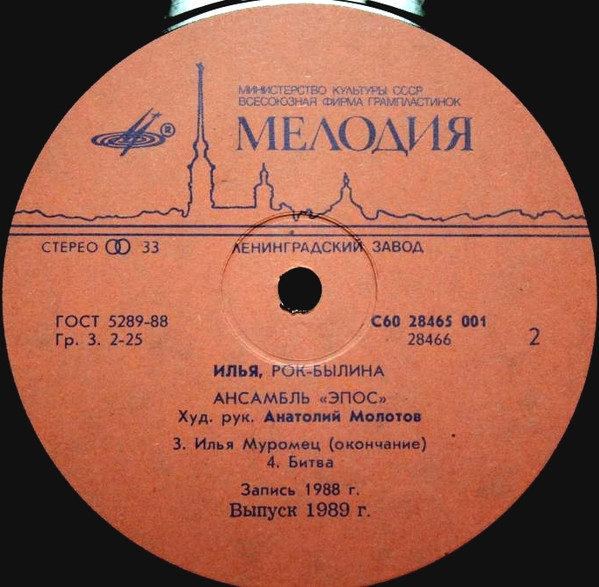 МИНИСТЕРСТВО КУЛЬТУРЫ СССР
ВСЕСОЮЗНАЯ ФИРМА ГРАМПЛАСТИНОК
МЕЛОДИЯ
®
СТЕРЕО 33
ЛЕНИНГРАДСКИЙ ЗАВОД
ГОСТ 5289-88
Гр. 3. 2-25
С60 28465 001
28466
2
ИЛЬЯ, РОК-БЫЛИНА
АНСАМБЛЬ «ЭПОС»
Худ. рук. Анатолий Молотов
3. Илья Муромец (окончание)
4. Битва
Запись 1988 г.
Выпуск 1989 г.